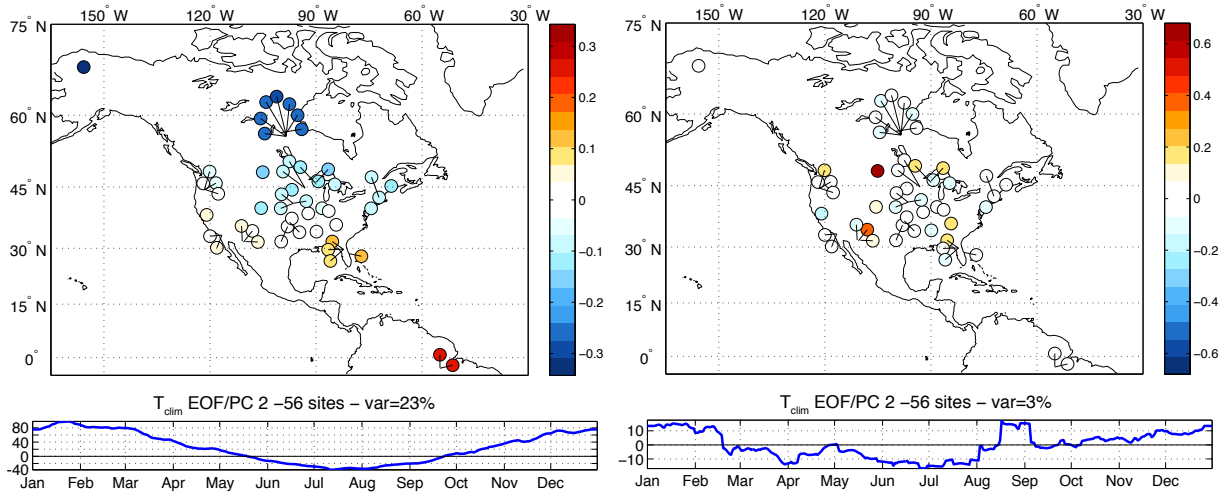 150° W 120° W 90° W 60° W 30° W
75° N
60° N
45° N
30° N
15° N
0°
0.3
0.2
0.1
0
−0.1
−0.2
−0.3
T_clim EOF/PC 2 −56 sites − var=23%
80
40
0
−40
Jan Feb Mar Apr May Jun Jul Aug Sep Oct Nov Dec
150° W 120° W 90° W 60° W 30° W
75° N
60° N
45° N
30° N
15° N
0°
0.6
0.4
0.2
0
−0.2
−0.4
−0.6
T_clim EOF/PC 2 −56 sites − var=3%
10
0
−10
Jan Feb Mar Apr May Jun Jul Aug Sep Oct Nov Dec